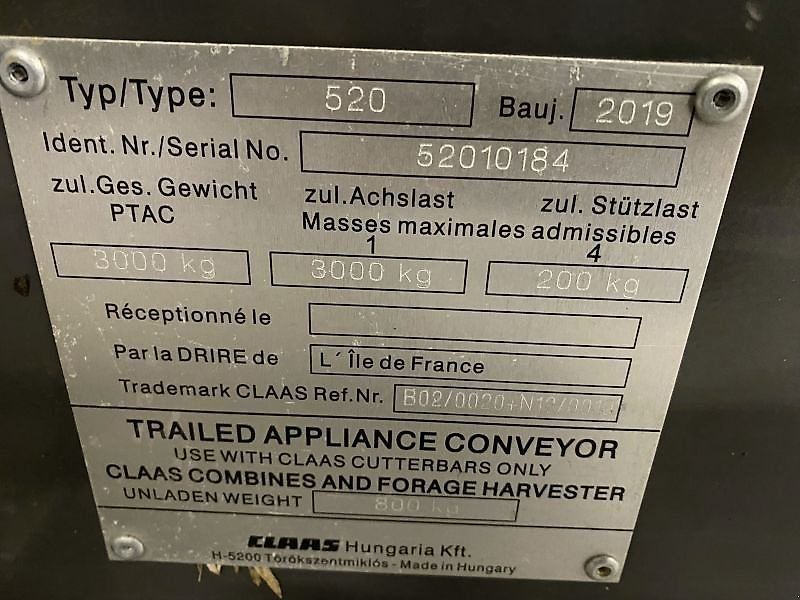 Typ/Type: 520 Bauj. 2019
Ident. Nr./Serial No. 52010184
zul.Ges. Gewicht zul.Achslast zul. Stützlast
PTAC Masses maximales admissibles
1 4
3000 kg 3000 kg 200 kg
Réceptionné le
Par la DRIRE de L´Île de France
Trademark CLAAS Ref.Nr.
TRAILED APPLIANCE CONVEYOR
USE WITH CLAAS CUTTERBARS ONLY
CLAAS COMBINES AND FORAGE HARVESTER
UNLADEN WEIGHT 800 kg
CLAAS Hungaria Kft.
H-5200 Törökszentmiklós - Made in Hungary